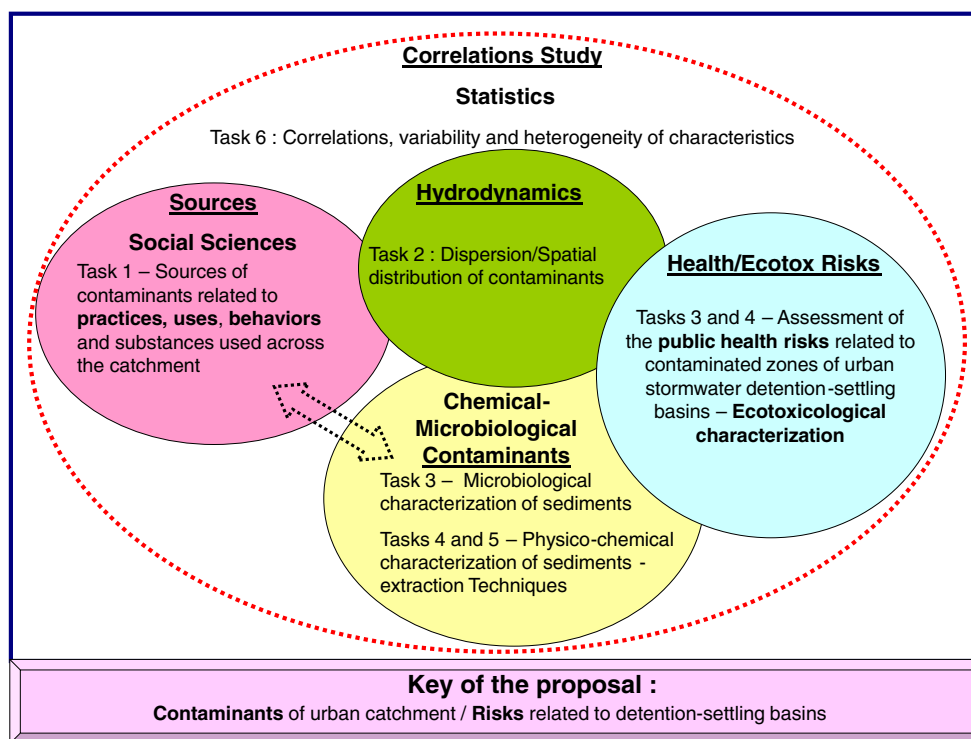 Correlations Study
Statistics
Task 6 : Correlations, variability and heterogeneity of characteristics
Sources
Social Sciences
Task 1 – Sources of
contaminants related to
practices, uses, behaviors
and substances used across
the catchment
Hydrodynamics
Task 2 : Dispersion/Spatial
distribution of contaminants
Health/Ecotox Risks
Tasks 3 and 4 – Assessment of
the public health risks related to
contaminated zones of urban
stormwater detention-settling
basins – Ecotoxicological
characterization
Chemical-
Microbiological
Contaminants
Task 3 – Microbiological
characterization of sediments
Tasks 4 and 5 – Physico-chemical
characterization of sediments -
extraction Techniques
Key of the proposal :
Contaminants of urban catchment / Risks related to detention-settling basins